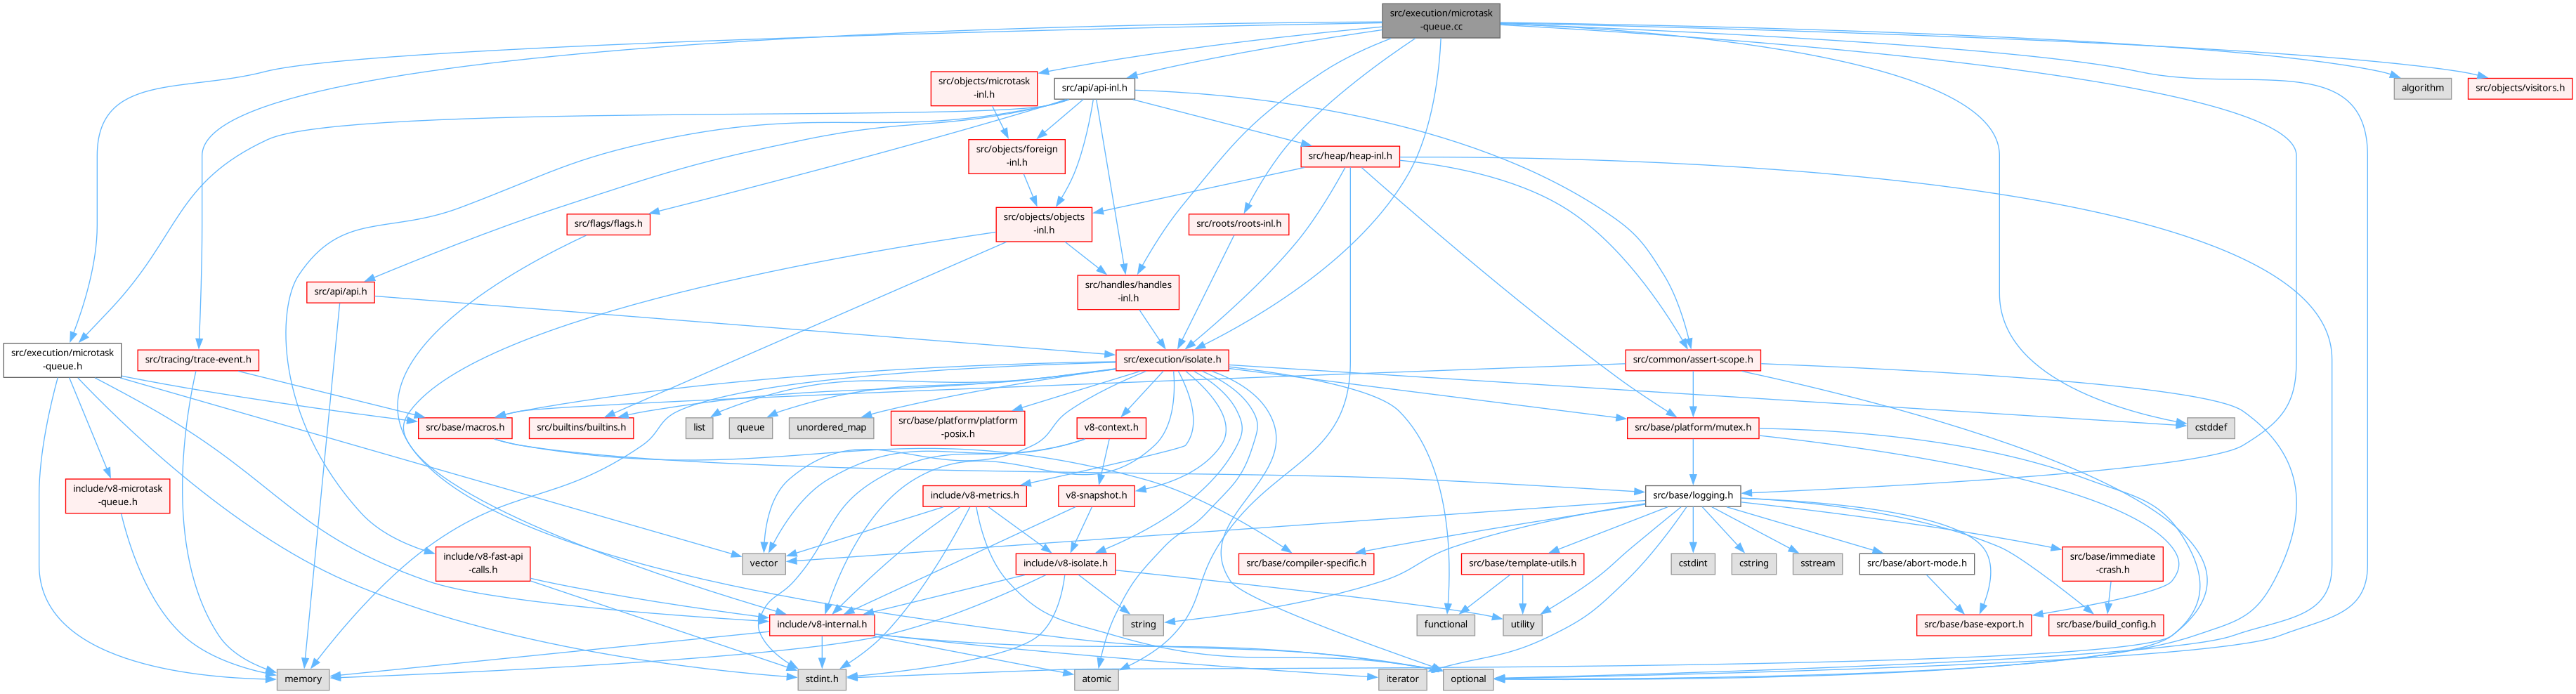 src/execution/microtask
-queue.cc
src/objects/microtask
-inl.h
src/api/api-inl.h
algorithm
src/objects/visitors.h
src/objects/foreign
-inl.h
src/heap/heap-inl.h
src/flags/flags.h
src/objects/objects
-inl.h
src/roots/roots-inl.h
src/api/api.h
src/handles/handles
-inl.h
src/execution/microtask
-queue.h
src/tracing/trace-event.h
src/execution/isolate.h
src/common/assert-scope.h
src/base/macros.h
src/builtins/builtins.h
list
queue
unordered_map
src/base/platform/platform
-posix.h
v8-context.h
src/base/platform/mutex.h
cstddef
include/v8-microtask
-queue.h
include/v8-metrics.h
v8-snapshot.h
src/base/logging.h
include/v8-fast-api
-calls.h
vector
include/v8-isolate.h
src/base/compiler-specific.h
src/base/template-utils.h
cstdint
cstring
sstream
src/base/abort-mode.h
src/base/immediate
-crash.h
include/v8-internal.h
string
functional
utility
src/base/base-export.h
src/base/build_config.h
memory
stdint.h
atomic
iterator
optional